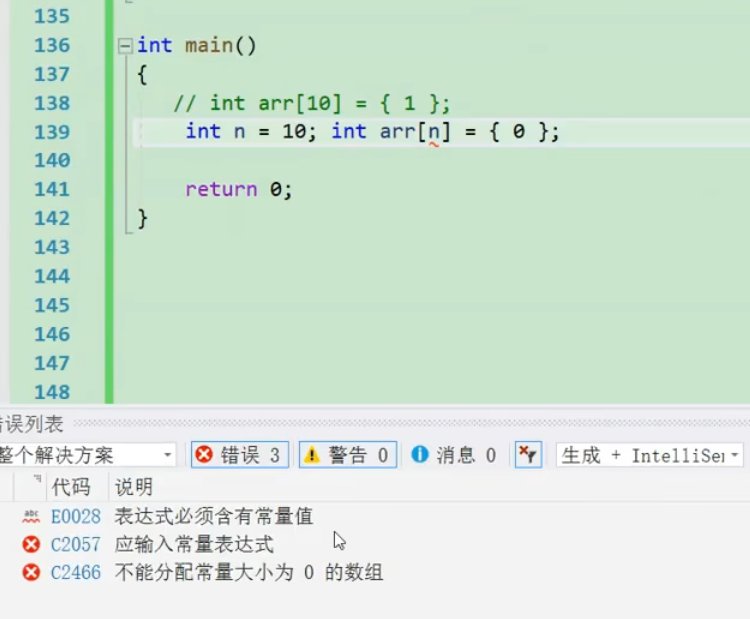 135
136 int main()
137 {
138 // int arr[10] = { 1 };
139 int n = 10; int arr[n] = { 0 };
140
141 return 0;
142 }
143
144
145
146
147
148
误列表
整个解决方案 错误 3 警告 0 消息 0 生成 + IntelliSe
代码 说明
abc E0028 表达式必须含有常量值
C2057 应输入常量表达式
C2466 不能分配常量大小为 0 的数组